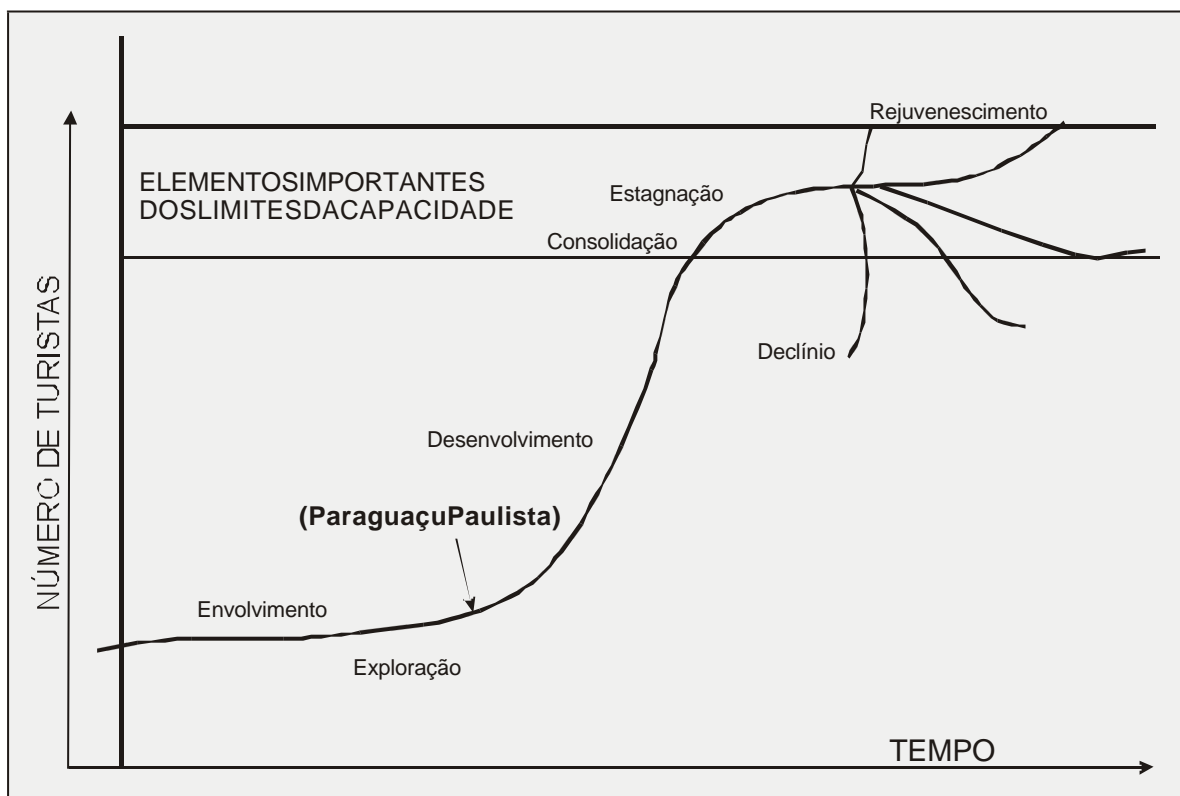 Rejuvenescimento
ELEMENTOSIMPORTANTES
DOSLIMITESDACAPACIDADE
Estagnação
Consolidação
NÚMERO DE TURISTAS
Declínio
Desenvolvimento
(ParaguaçuPaulista)
Envolvimento
Exploração
TEMPO